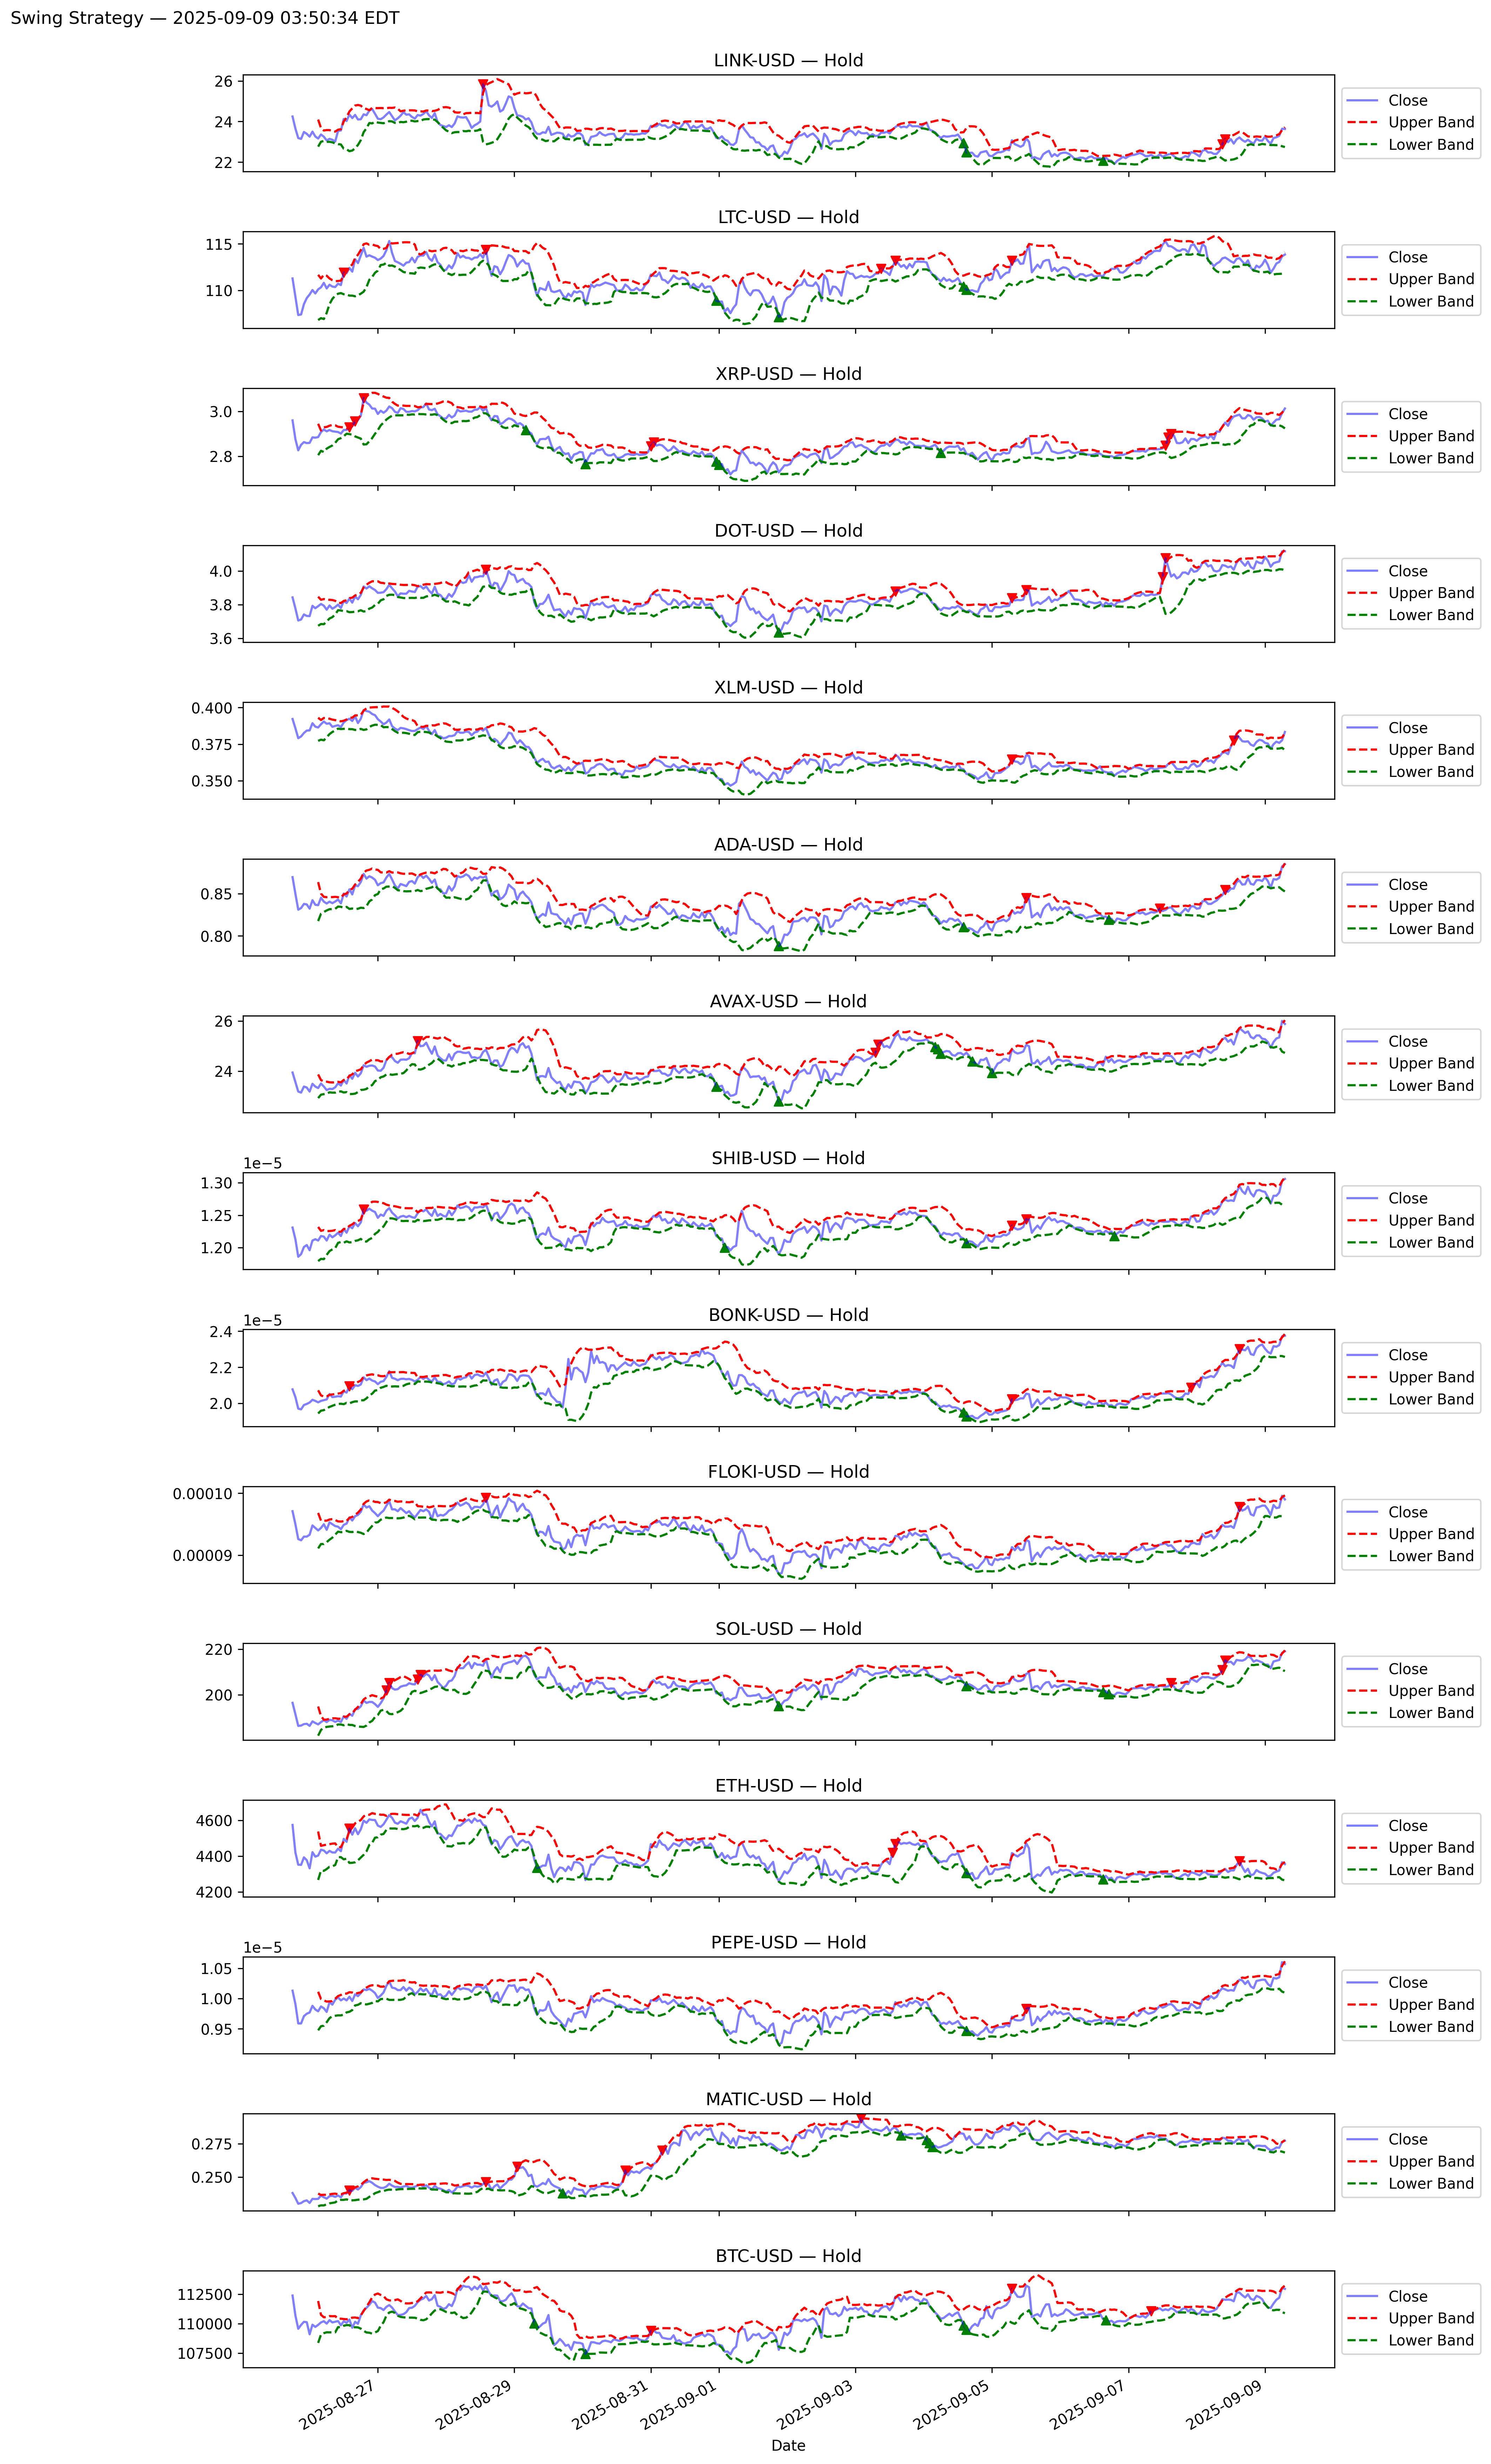 Swing Strategy — 2025-09-09 03:50:34 EDT
LINK-USD — Hold
26
24
22
Close
Upper Band
Lower Band
LTC-USD — Hold
115
110
Close
Upper Band
Lower Band
XRP-USD — Hold
3.0
2.8
Close
Upper Band
Lower Band
DOT-USD — Hold
4.0
3.8
3.6
Close
Upper Band
Lower Band
XLM-USD — Hold
0.400
0.375
0.350
Close
Upper Band
Lower Band
ADA-USD — Hold
0.85
0.80
Close
Upper Band
Lower Band
AVAX-USD — Hold
26
24
Close
Upper Band
Lower Band
SHIB-USD — Hold
1e−5
1.30
1.25
1.20
Close
Upper Band
Lower Band
BONK-USD — Hold
1e−5
2.4
2.2
2.0
Close
Upper Band
Lower Band
FLOKI-USD — Hold
0.00010
0.00009
Close
Upper Band
Lower Band
SOL-USD — Hold
220
200
Close
Upper Band
Lower Band
ETH-USD — Hold
4600
4400
4200
Close
Upper Band
Lower Band
PEPE-USD — Hold
1e−5
1.05
1.00
0.95
Close
Upper Band
Lower Band
MATIC-USD — Hold
0.275
0.250
Close
Upper Band
Lower Band
BTC-USD — Hold
112500
110000
107500
Close
Upper Band
Lower Band
2025-08-27
2025-08-29
2025-08-31
2025-09-01
2025-09-03
2025-09-05
2025-09-07
2025-09-09
Date